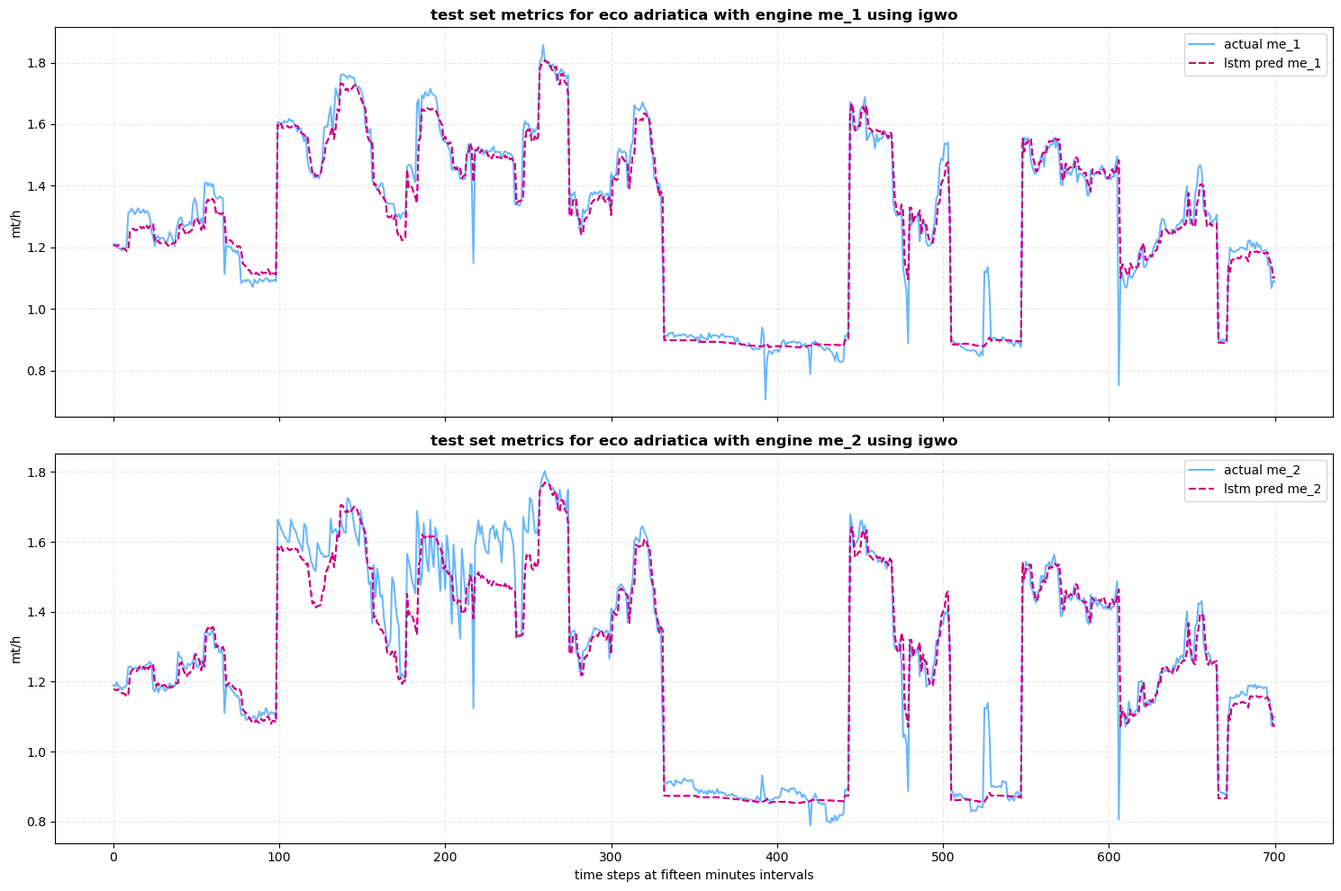 test set metrics for eco adriatica with engine me_1 using igwo
actual me_1
lstm pred me_1
mt/h
1.8
1.6
1.4
1.2
1.0
0.8
test set metrics for eco adriatica with engine me_2 using igwo
actual me_2
lstm pred me_2
mt/h
1.8
1.6
1.4
1.2
1.0
0.8
0 100 200 300 400 500 600 700
time steps at fifteen minutes intervals